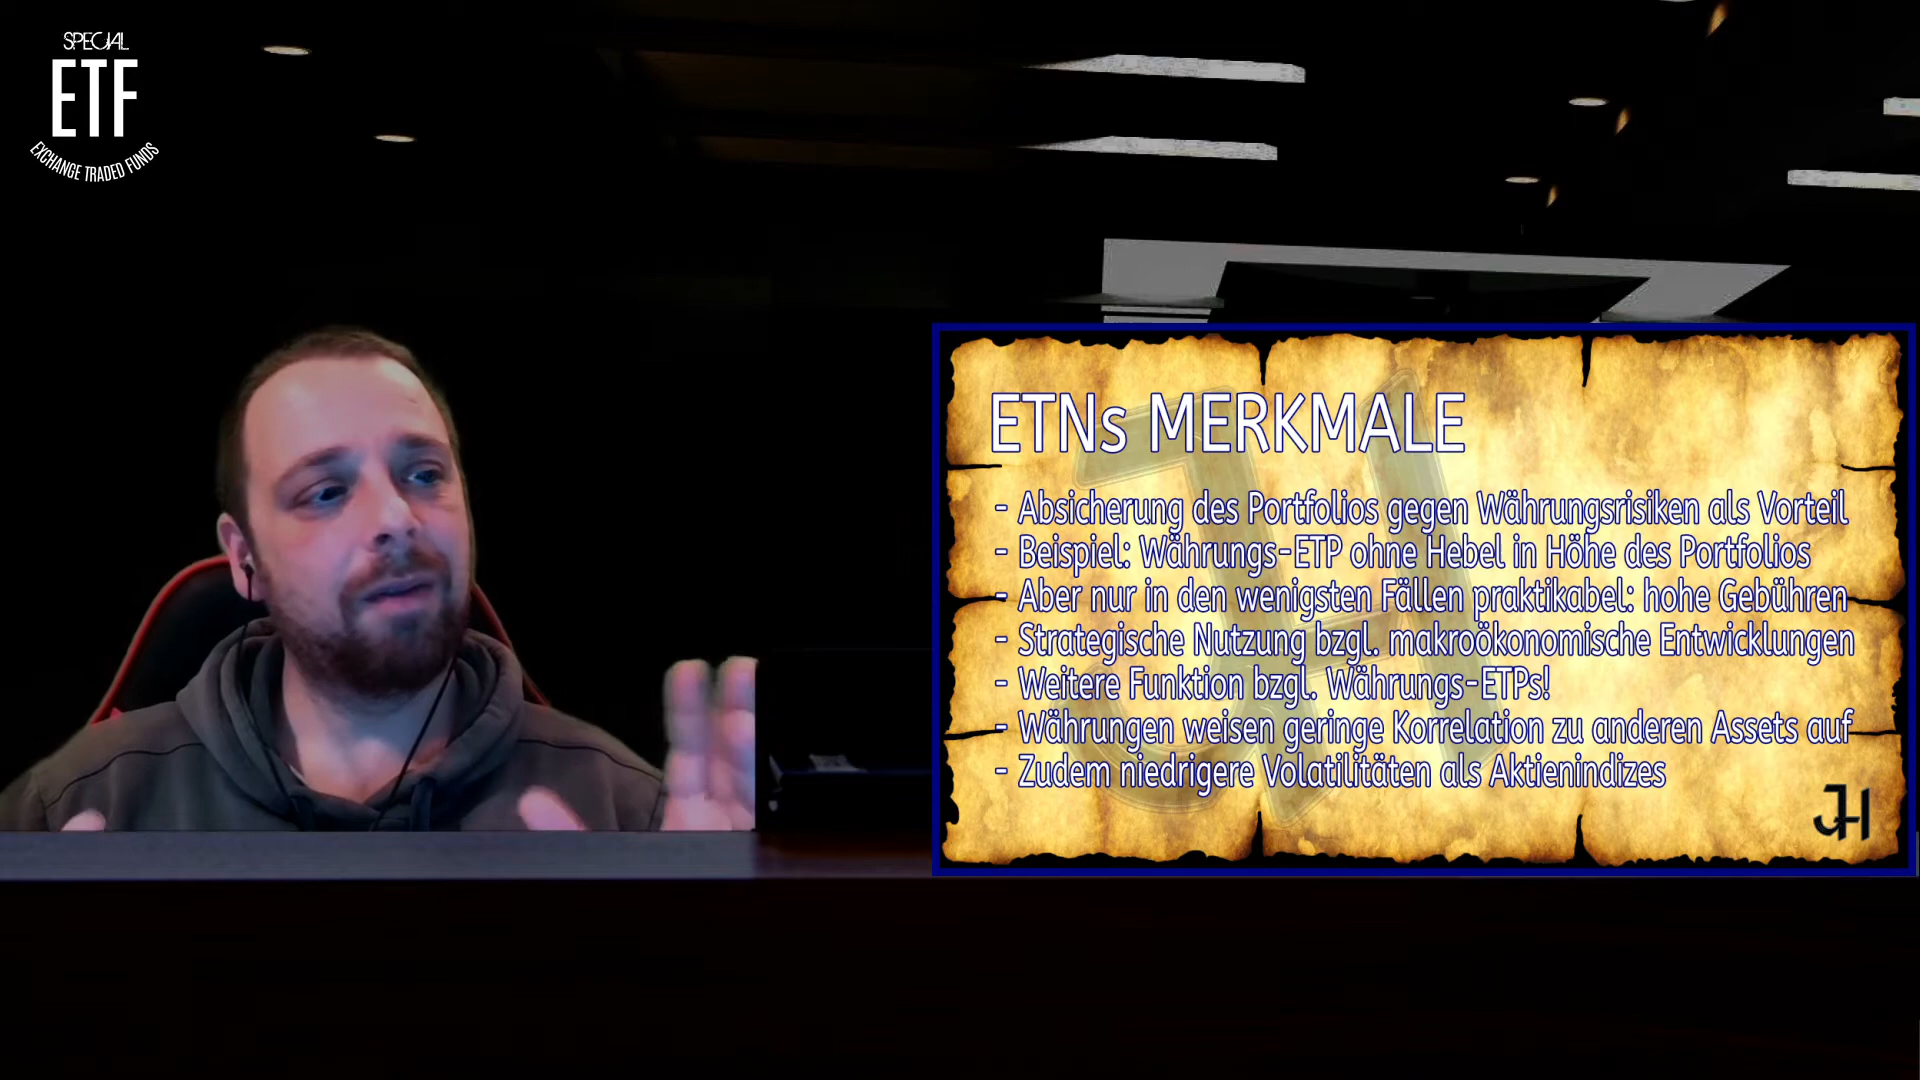 SPECIAL
ETF
EXCHANGE TRADED FUNDS
ETNs MERKMALE
- Absicherung des Portfolios gegen Währungsrisiken als Vorteil
- Beispiel: Währungs-ETP ohne Hebel in Höhe des Portfolios
- Aber nur in den wenigsten Fällen praktikabel: hohe Gebühren
- Strategische Nutzung bzgl. makroökonomische Entwicklungen
- Weitere Funktion bzgl. Währungs-ETPs!
- Währungen weisen geringe Korrelation zu anderen Assets auf
- Zudem niedrigere Volatilitäten als Aktienindizes
JH